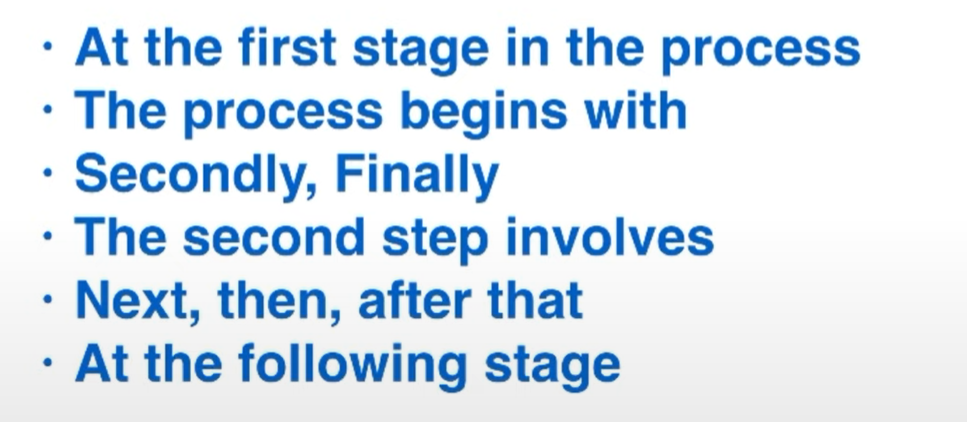 · At the first stage in the process
· The process begins with
· Secondly, Finally
· The second step involves
· Next, then, after that
· At the following stage